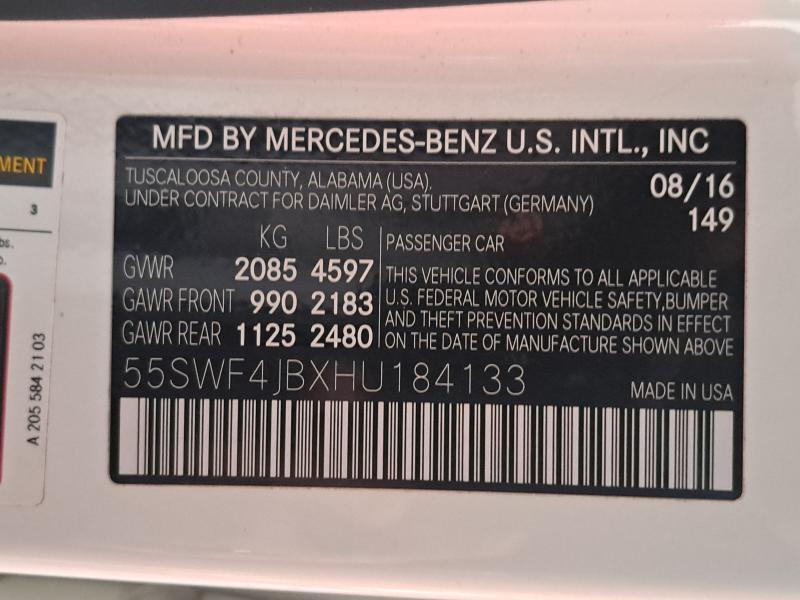 MENT
3
bs.
A 205 584 21 03
MFD BY MERCEDES-BENZ U.S. INTL., INC
TUSCALOOSA COUNTY, ALABAMA (USA).
UNDER CONTRACT FOR DAIMLER AG, STUTTGART (GERMANY)
08/16
149
KG LBS
GVWR 2085 4597
GAWR FRONT 990 2183
GAWR REAR 1125 2480
PASSENGER CAR
THIS VEHICLE CONFORMS TO ALL APPLICABLE
U.S. FEDERAL MOTOR VEHICLE SAFETY,BUMPER
AND THEFT PREVENTION STANDARDS IN EFFECT
ON THE DATE OF MANUFACTURE SHOWN ABOVE
55SWF4JBXHU184133
MADE IN USA